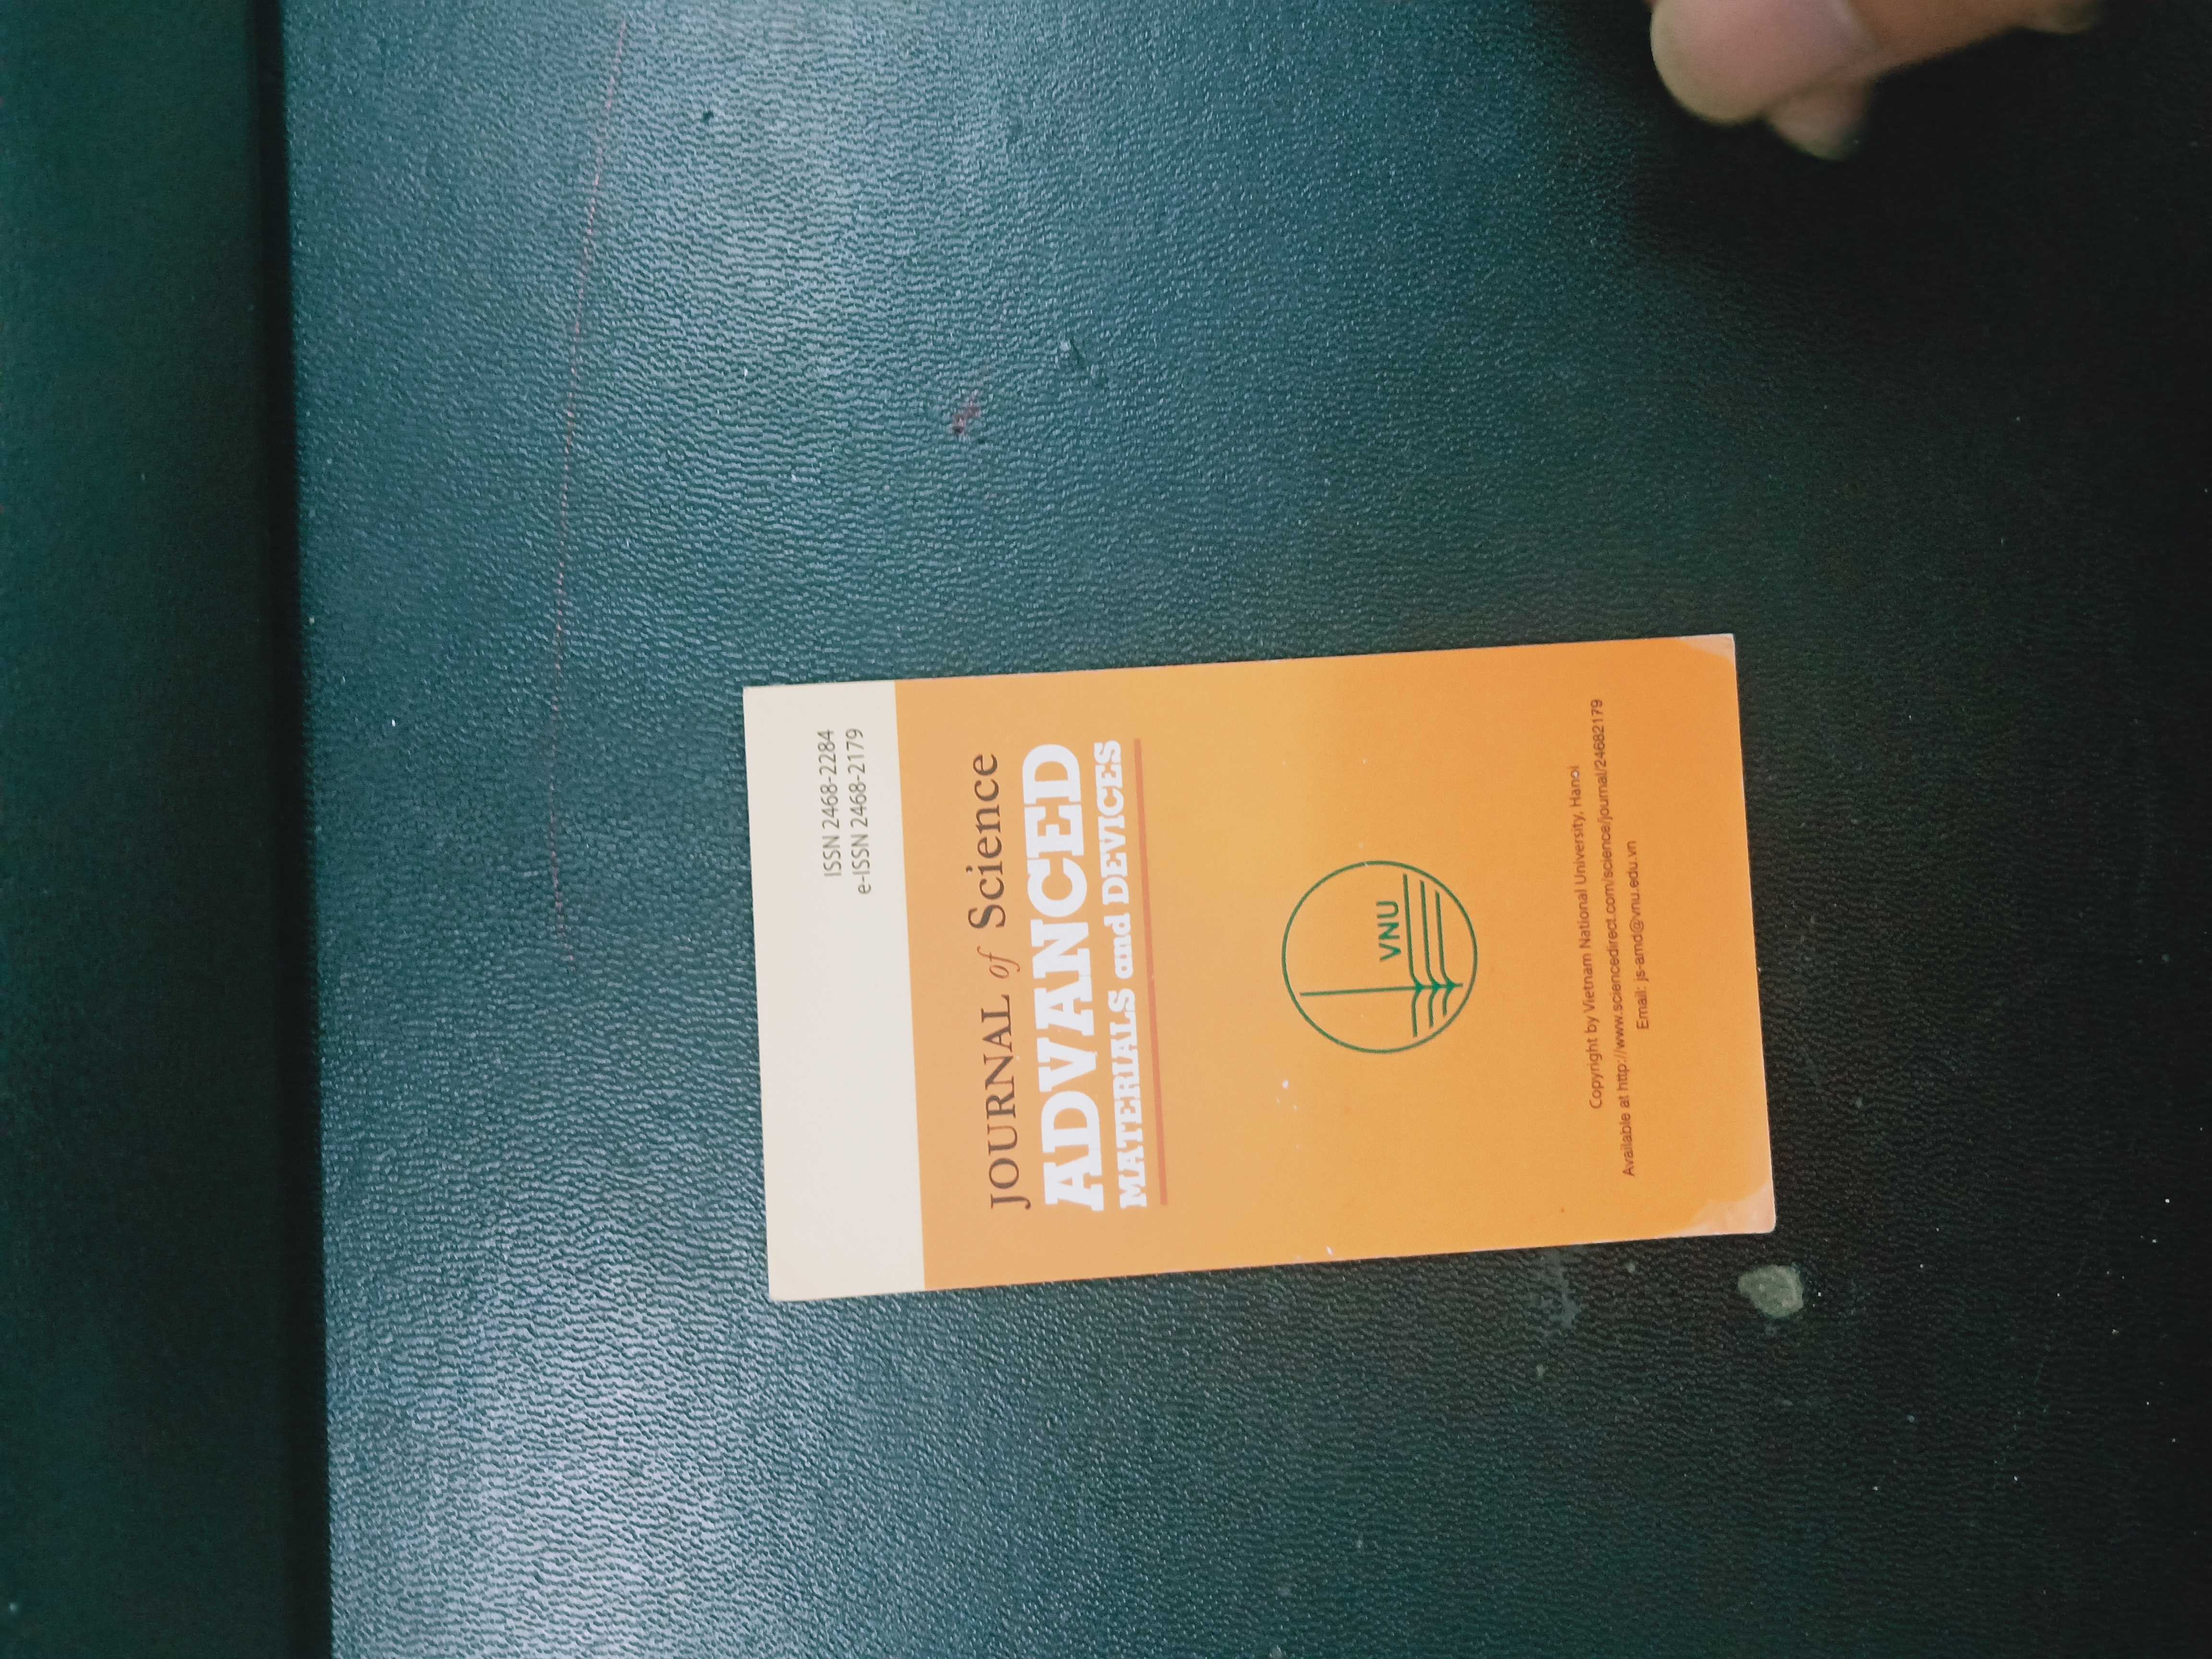 ISSN 2468-2284
e-ISSN 2468-2179
JOURNAL of Science
ADVANCED
MATERIALS and DEVICES
VNU
Copyright by Vietnam National University, Hanoi
Available at http://www.sciencedirect.com/science/journal/24682179
Email: js-amd@vnu.edu.vn